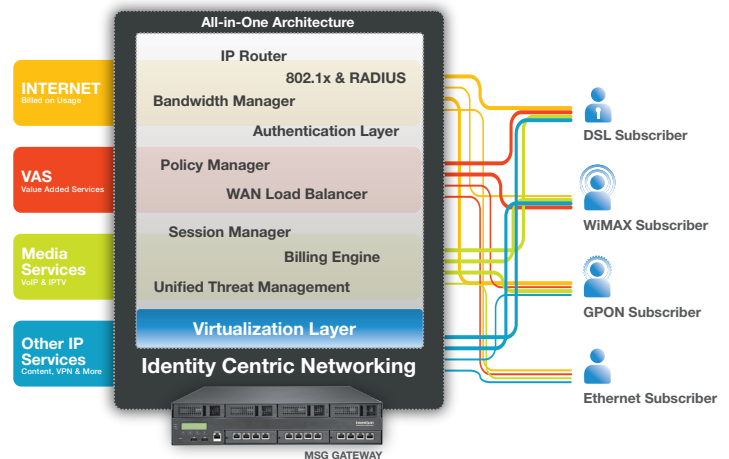 All-in-One Architecture
IP Router
802.1x & RADIUS
Bandwidth Manager
Authentication Layer
Policy Manager
WAN Load Balancer
Session Manager
Billing Engine
Unified Threat Management
Virtualization Layer
Identity Centric Networking
MSG GATEWAY
INTERNET
Billed on Usage
VAS
Value Added Services
Media
Services
VoIP & IPTV
Other IP
Services
Content, VPN & More
DSL Subscriber
WiMAX Subscriber
GPON Subscriber
Ethernet Subscriber